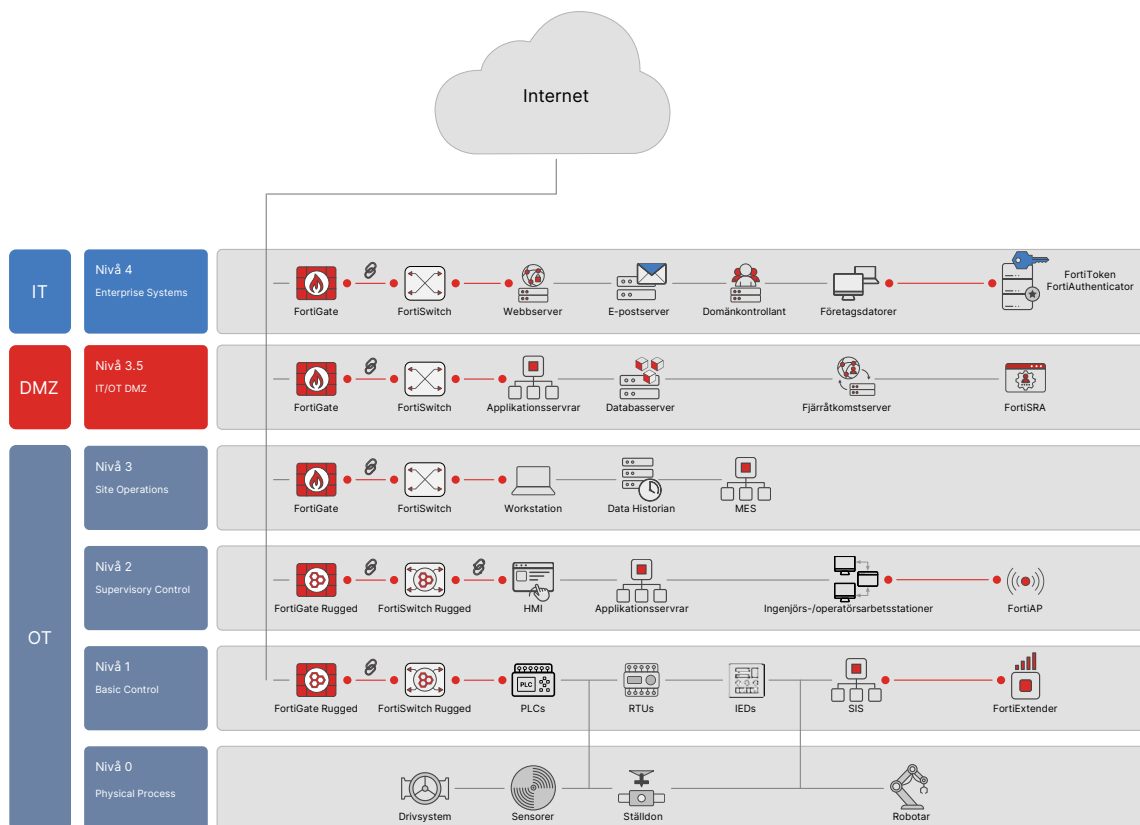 Internet
IT
Nivå 4
Enterprise Systems
FortiGate
FortiSwitch
Webbserver
E-postserver
Domänkontrollant
Företagsdatorer
FortiToken
FortiAuthenticator
DMZ
Nivå 3.5
IT/OT DMZ
FortiGate
FortiSwitch
Applikationsservrar
Databasserver
Fjärråtkomstserver
FortiSRA
OT
Nivå 3
Site Operations
FortiGate
FortiSwitch
Workstation
Data Historian
MES
Nivå 2
Supervisory Control
FortiGate Rugged
FortiSwitch Rugged
HMI
Applikationsservrar
Ingenjörs-/operatörsarbetsstationer
FortiAP
Nivå 1
Basic Control
FortiGate Rugged
FortiSwitch Rugged
PLC
PLCs
RTUs
IEDs
SIS
FortiExtender
Nivå 0
Physical Process
Drivsystem
Sensorer
Ställdon
Robotar